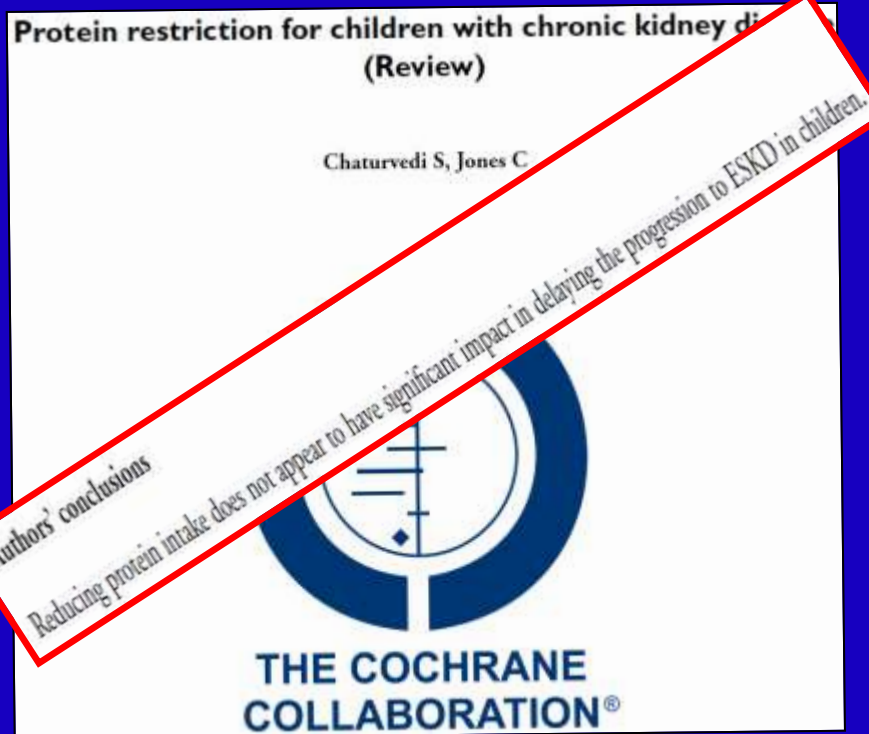 Protein restriction for children with chronic kidney
(Review)
Chaturvedi S, Jones C
uthors' conclusions
Reducing protein intake does not appear to have significant impact in delaying the progression to ESKD in children.
THE COCHRANE
COLLABORATION®